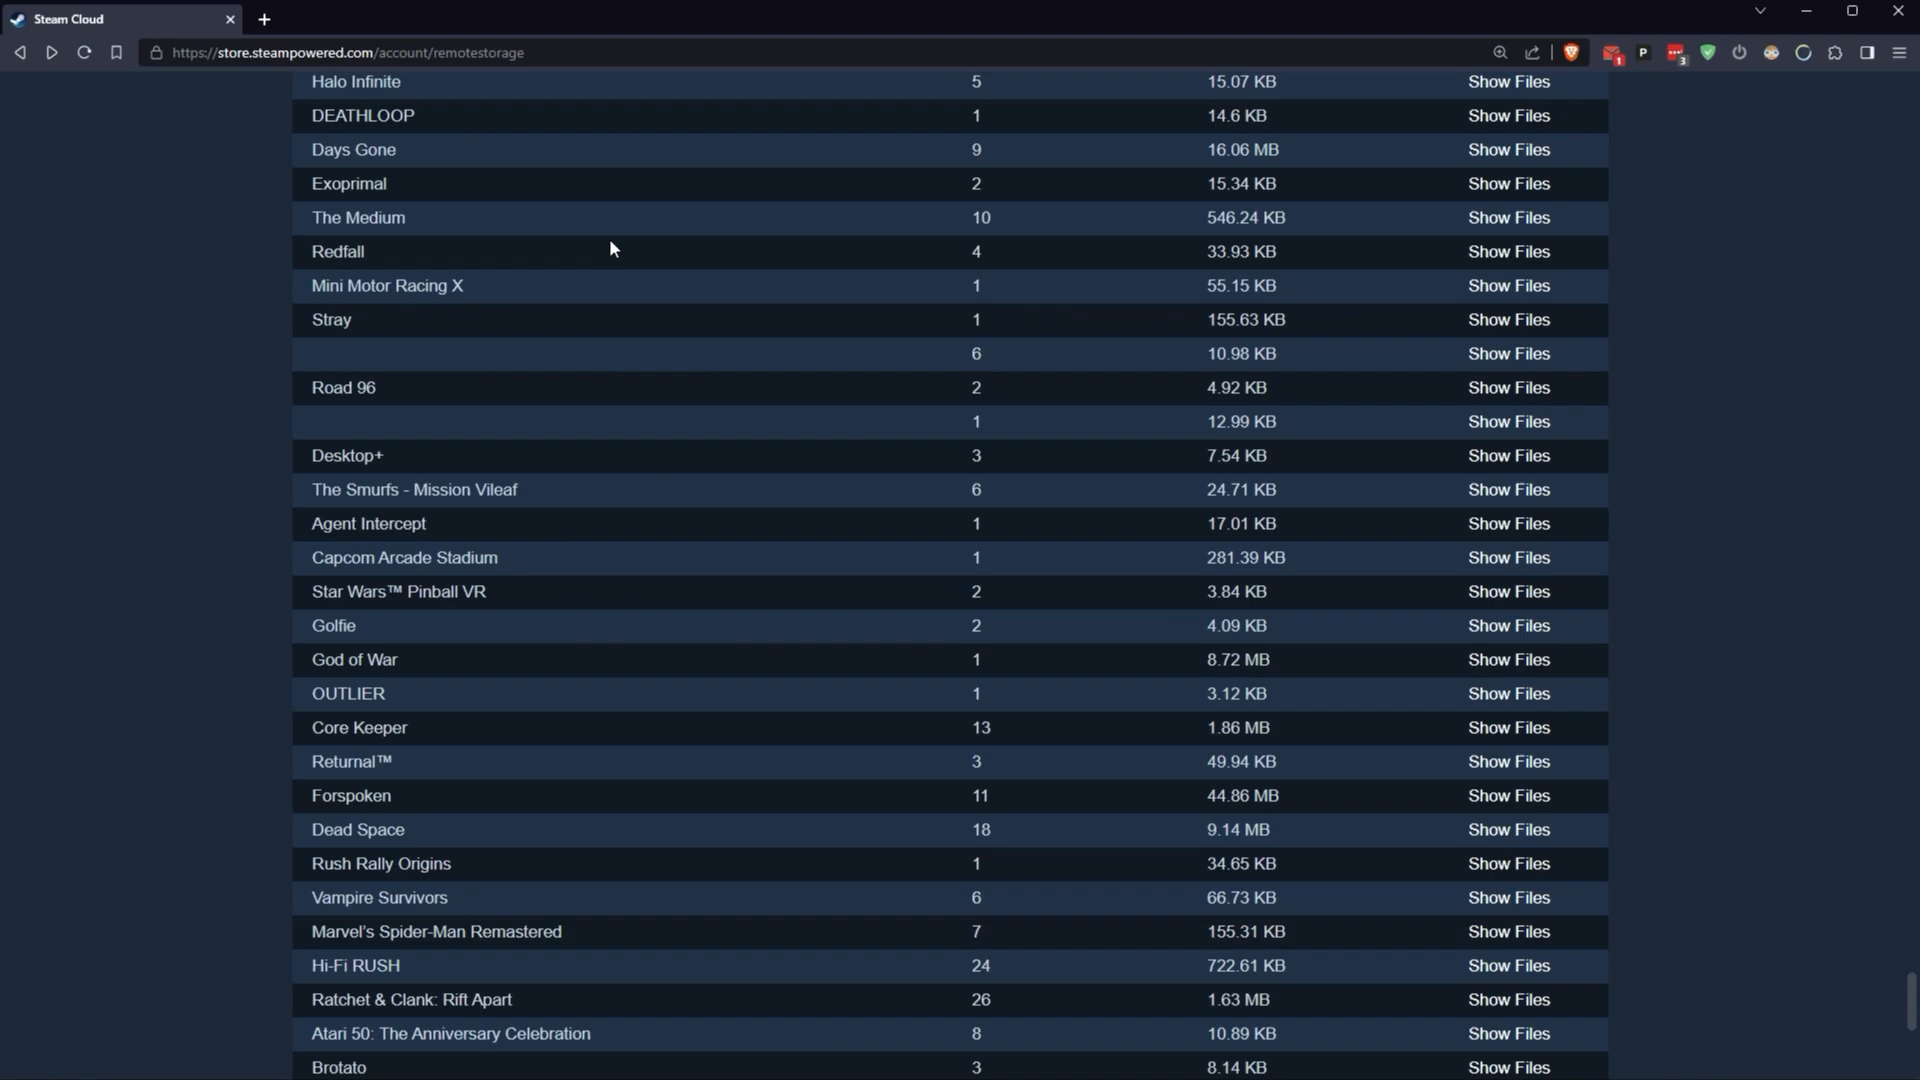 Steam Cloud
https://store.steampowered.com/account/remotestorage
P
1
3
Halo Infinite 5 15.07 KB Show Files
DEATHLOOP 1 14.6 KB Show Files
Days Gone 9 16.06 MB Show Files
Exoprimal 2 15.34 KB Show Files
The Medium 10 546.24 KB Show Files
Redfall 4 33.93 KB Show Files
Mini Motor Racing X 1 55.15 KB Show Files
Stray 1 155.63 KB Show Files
6 10.98 KB Show Files
Road 96 2 4.92 KB Show Files
1 12.99 KB Show Files
Desktop+ 3 7.54 KB Show Files
The Smurfs - Mission Vileaf 6 24.71 KB Show Files
Agent Intercept 1 17.01 KB Show Files
Capcom Arcade Stadium 1 281.39 KB Show Files
Star Wars™ Pinball VR 2 3.84 KB Show Files
Golfie 2 4.09 KB Show Files
God of War 1 8.72 MB Show Files
OUTLIER 1 3.12 KB Show Files
Core Keeper 13 1.86 MB Show Files
Returnal™ 3 49.94 KB Show Files
Forspoken 11 44.86 MB Show Files
Dead Space 18 9.14 MB Show Files
Rush Rally Origins 1 34.65 KB Show Files
Vampire Survivors 6 66.73 KB Show Files
Marvel's Spider-Man Remastered 7 155.31 KB Show Files
Hi-Fi RUSH 24 722.61 KB Show Files
Ratchet & Clank: Rift Apart 26 1.63 MB Show Files
Atari 50: The Anniversary Celebration 8 10.89 KB Show Files
Brotato 3 8.14 KB Show Files